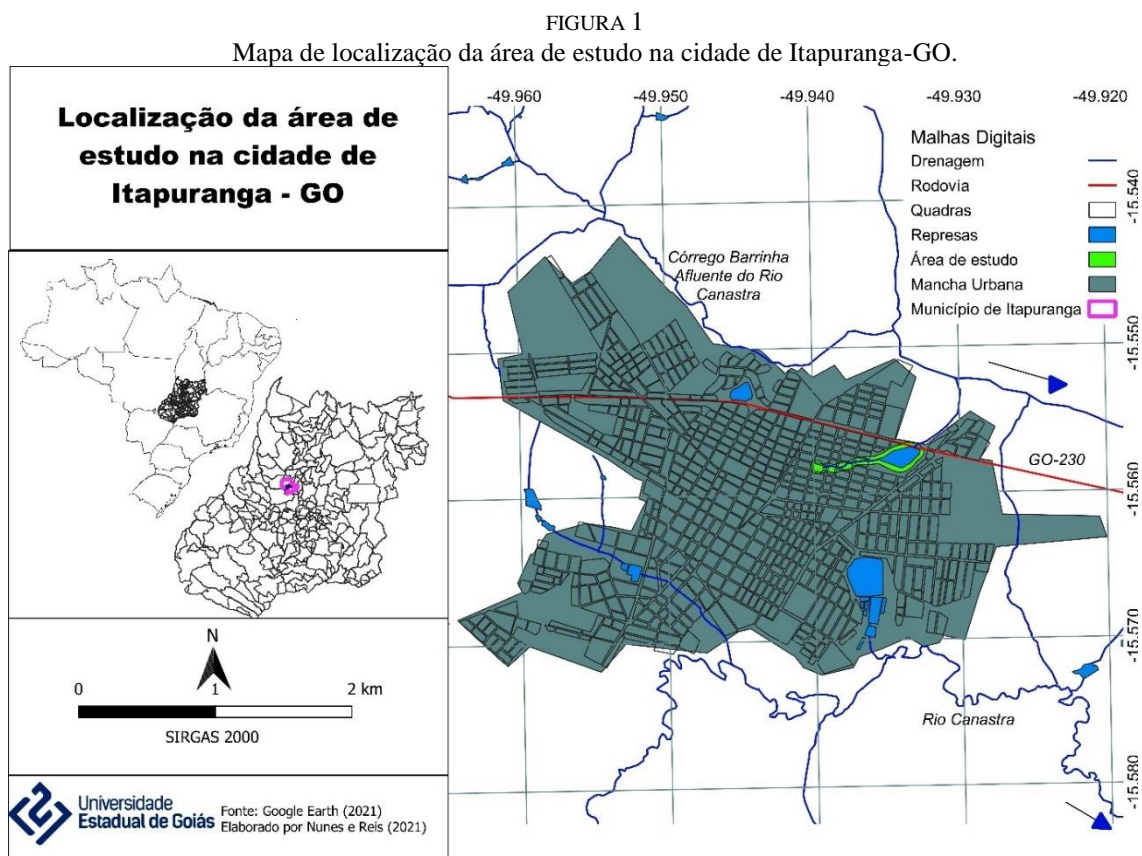 FIGURA 1
Mapa de localização da área de estudo na cidade de Itapuranga-GO.
Localização da área de
estudo na cidade de
Itapuranga - GO
N
0 1 2 km
SIRGAS 2000
Universidade
Estadual de Goiás
Fonte: Google Earth (2021)
Elaborado por Nunes e Reis (2021)
-49.960 -49.950 -49.940 -49.930 -49.920
Malhas Digitais
Drenagem
Rodovia
Quadras
Represas
Área de estudo
Mancha Urbana
Município de Itapuranga
Córrego Barrinha
Afluente do Rio
Canastra
GO-230
Rio Canastra
-15.540
-15.550
-15.560
-15.570
-15.580